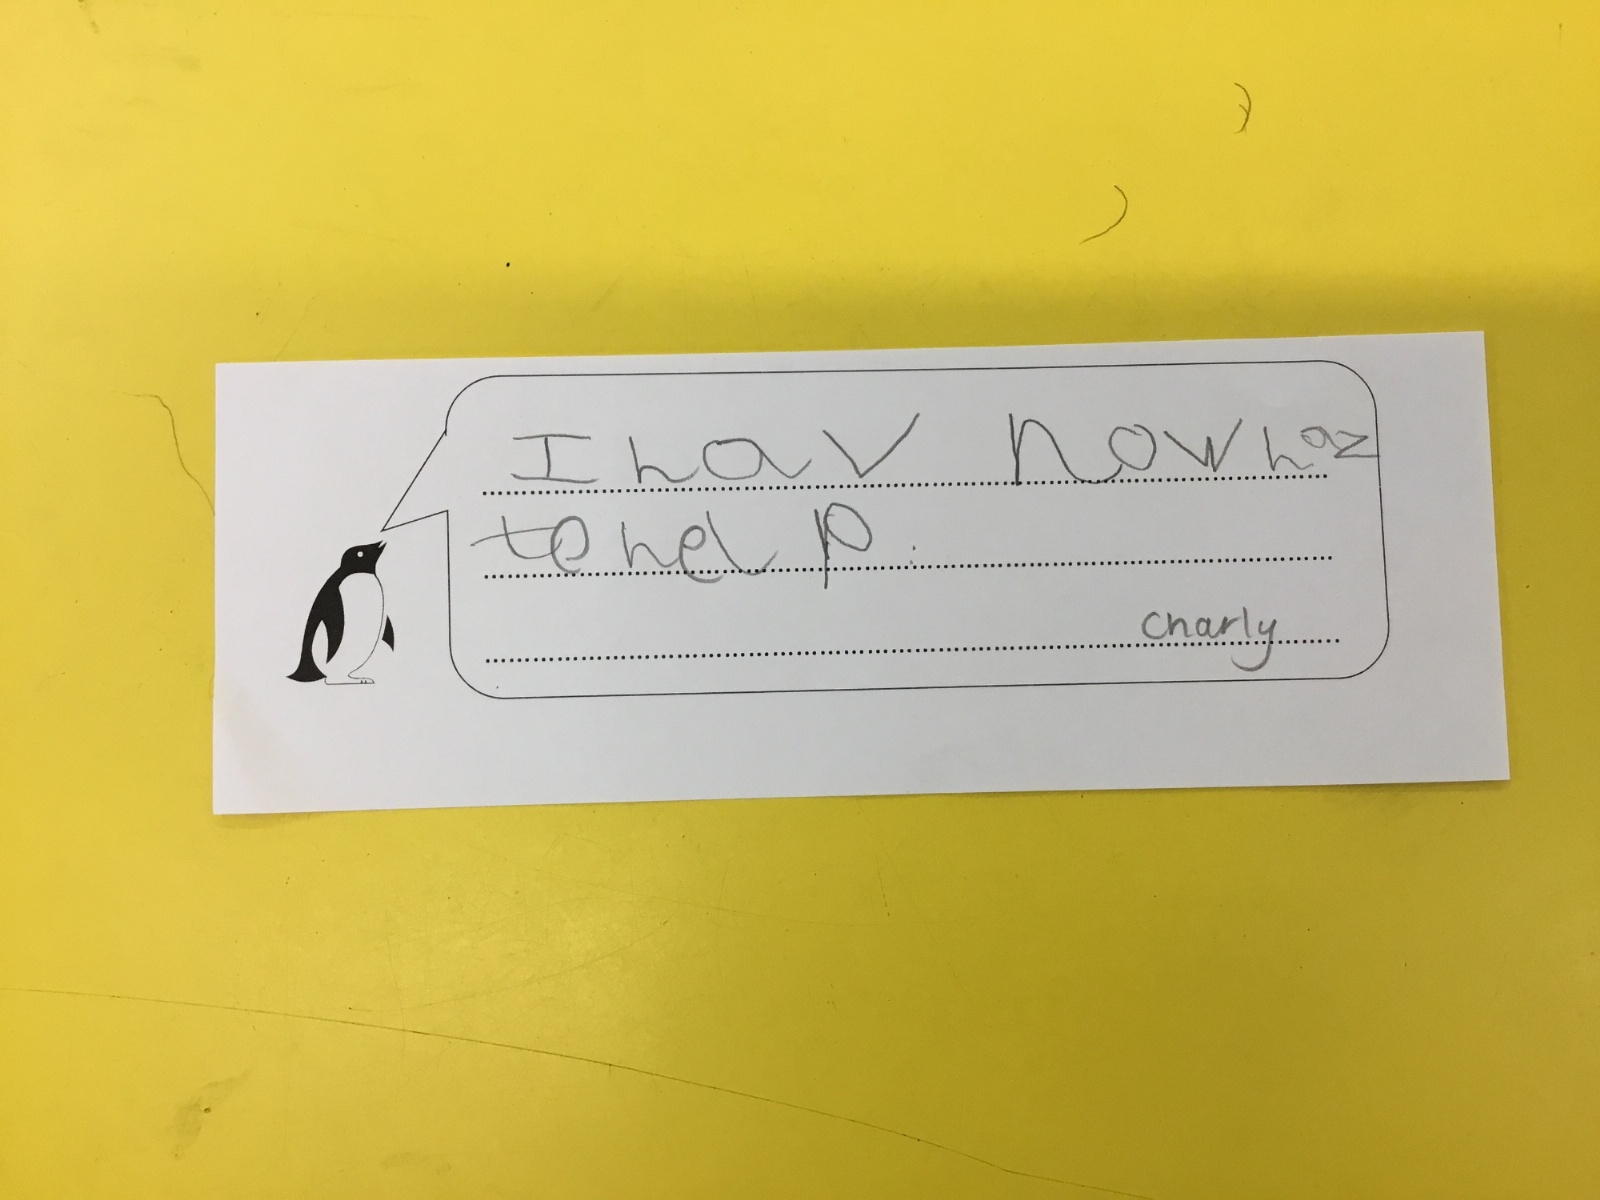 I hav now haz
to help.
Charly